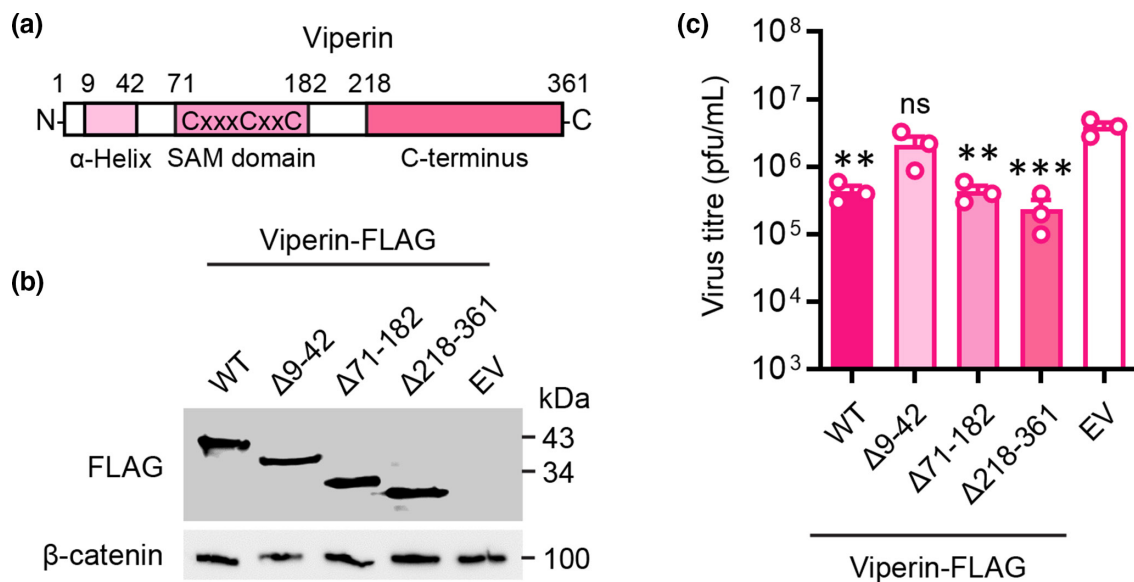 (a)
Viperin
1 9 42 71 182 218 361
N- CxxxCxxC -C
α-Helix SAM domain C-terminus
(b)
Viperin-FLAG
WT Δ9-42 Δ71-182 Δ218-361 EV
kDa
FLAG
43
34
β-catenin
100
(c)
Virus titre (pfu/mL)
10⁸
10⁷
10⁶
10⁵
10⁴
10³
** ns ** ***
WT Δ9-42 Δ71-182 Δ218-361 EV
Viperin-FLAG